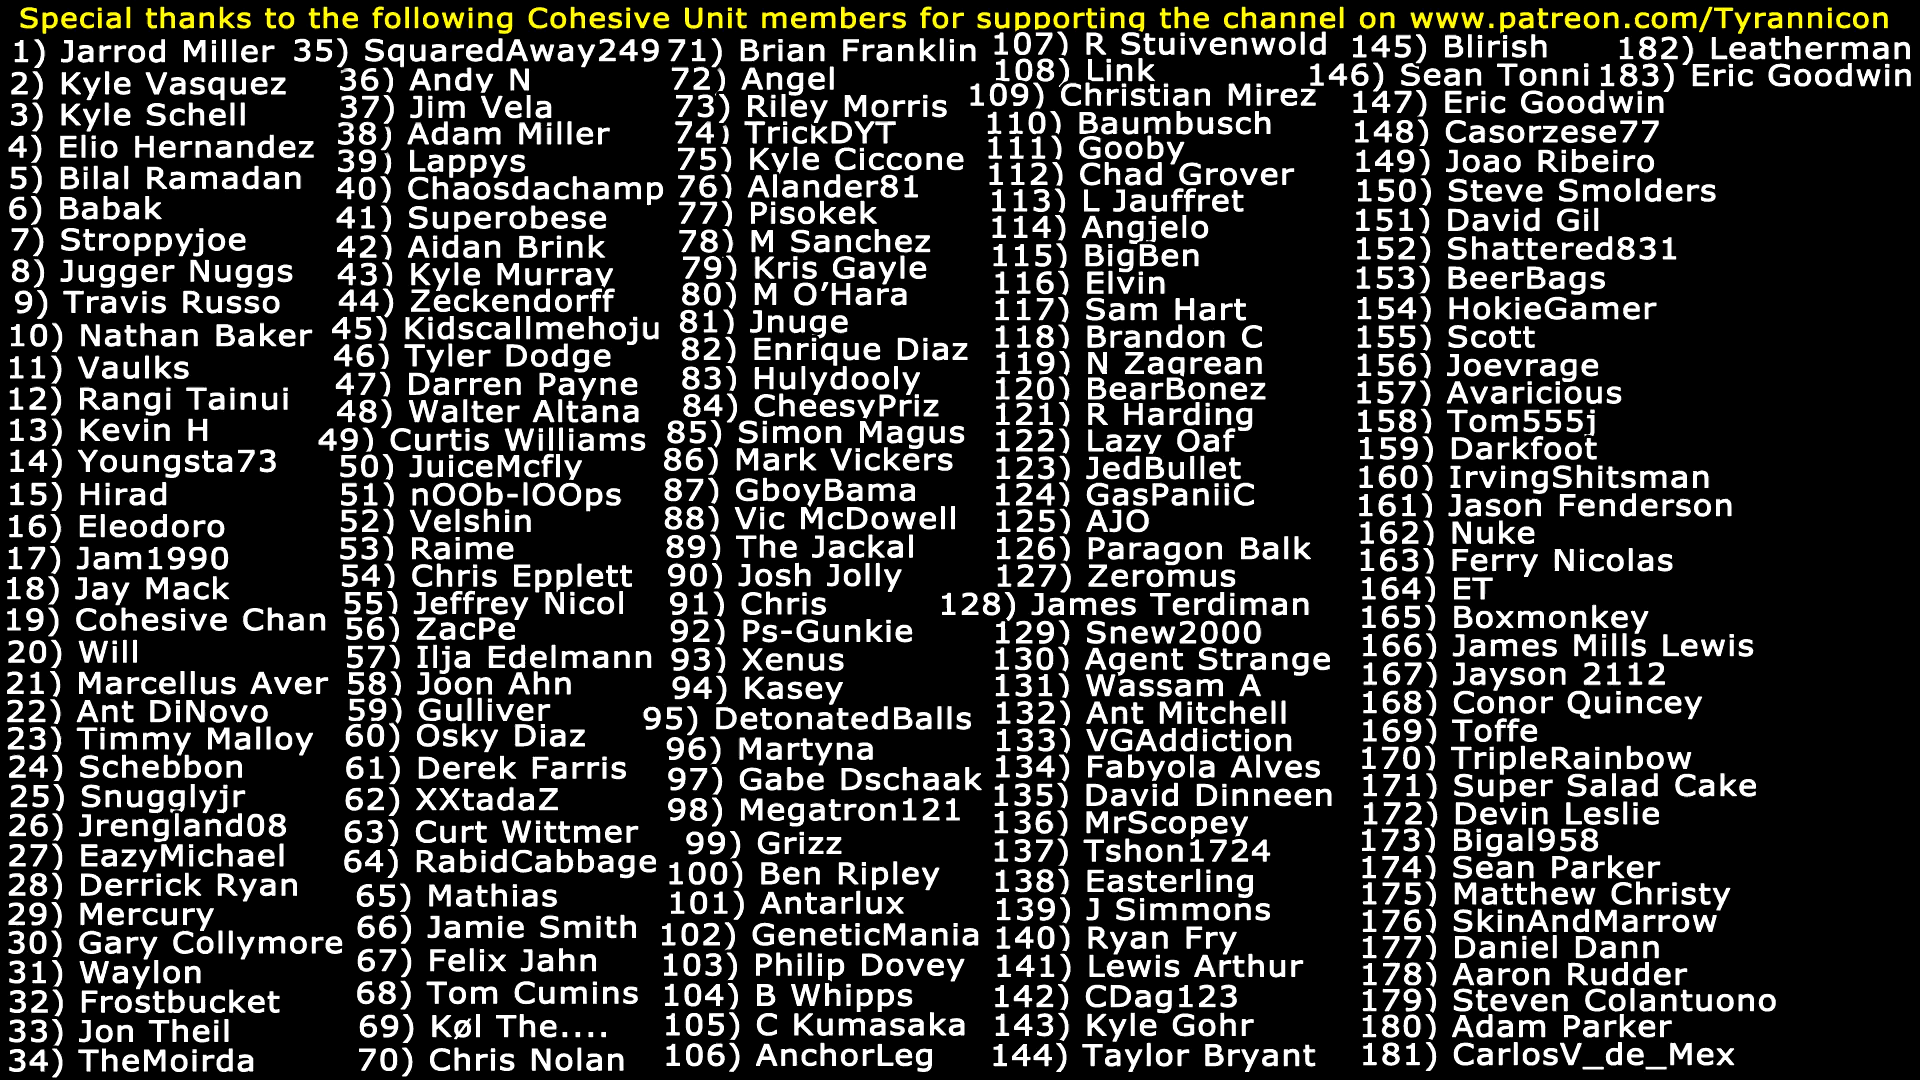 Special thanks to the following Cohesive Unit members for supporting the channel on www.patreon.com/Tyrannicon
1) Jarrod Miller
2) Kyle Vasquez
3) Kyle Schell
4) Elio Hernandez
5) Bilal Ramadan
6) Babak
7) Stroppyjoe
8) Jugger Nuggs
9) Travis Russo
10) Nathan Baker
11) Vaulks
12) Rangi Tainui
13) Kevin H
14) Youngsta73
15) Hirad
16) Eleodoro
17) Jam1990
18) Jay Mack
19) Cohesive Chan
20) Will
21) Marcellus Aver
22) Ant DiNovo
23) Timmy Malloy
24) Schebbon
25) Snugglyjr
26) Jrengland08
27) EazyMichael
28) Derrick Ryan
29) Mercury
30) Gary Collymore
31) Waylon
32) Frostbucket
33) Jon Theil
34) TheMoirda
35) SquaredAway249
36) Andy N
37) Jim Vela
38) Adam Miller
39) Lappys
40) Chaosdachamp
41) Superobese
42) Aidan Brink
43) Kyle Murray
44) Zeckendorff
45) Kidscallmehoju
46) Tyler Dodge
47) Darren Payne
48) Walter Altana
49) Curtis Williams
50) JuiceMcfly
51) nOOb-lOOps
52) Velshin
53) Raime
54) Chris Epplett
55) Jeffrey Nicol
56) ZacPe
57) Ilja Edelmann
58) Joon Ahn
59) Gulliver
60) Osky Diaz
61) Derek Farris
62) XXtadaZ
63) Curt Wittmer
64) RabidCabbage
65) Mathias
66) Jamie Smith
67) Felix Jahn
68) Tom Cumins
69) Køl The....
70) Chris Nolan
71) Brian Franklin
72) Angel
73) Riley Morris
74) TrickDYT
75) Kyle Ciccone
76) Alander81
77) Pisokek
78) M Sanchez
79) Kris Gayle
80) M O'Hara
81) Jnuge
82) Enrique Diaz
83) Hulydooly
84) CheesyPriz
85) Simon Magus
86) Mark Vickers
87) GboyBama
88) Vic McDowell
89) The Jackal
90) Josh Jolly
91) Chris
92) Ps-Gunkie
93) Xenus
94) Kasey
95) DetonatedBalls
96) Martyna
97) Gabe Dschaak
98) Megatron121
99) Grizz
100) Ben Ripley
101) Antarlux
102) GeneticMania
103) Philip Dovey
104) B Whipps
105) C Kumasaka
106) AnchorLeg
107) R Stuivenwold
108) Link
109) Christian Mirez
110) Baumbusch
111) Gooby
112) Chad Grover
113) L Jauffret
114) Angjelo
115) BigBen
116) Elvin
117) Sam Hart
118) Brandon C
119) N Zagrean
120) BearBonez
121) R Harding
122) Lazy Oaf
123) JedBullet
124) GasPaniiC
125) AJO
126) Paragon Balk
127) Zeromus
128) James Terdiman
129) Snew2000
130) Agent Strange
131) Wassam A
132) Ant Mitchell
133) VGAddiction
134) Fabyola Alves
135) David Dinneen
136) MrScopey
137) Tshon1724
138) Easterling
139) J Simmons
140) Ryan Fry
141) Lewis Arthur
142) CDag123
143) Kyle Gohr
144) Taylor Bryant
145) Blirish
146) Sean Tonni
147) Eric Goodwin
148) Casorzese77
149) Joao Ribeiro
150) Steve Smolders
151) David Gil
152) Shattered831
153) BeerBags
154) HokieGamer
155) Scott
156) Joevrage
157) Avaricious
158) Tom555j
159) Darkfoot
160) IrvingShitsman
161) Jason Fenderson
162) Nuke
163) Ferry Nicolas
164) ET
165) Boxmonkey
166) James Mills Lewis
167) Jayson 2112
168) Conor Quincey
169) Toffe
170) TripleRainbow
171) Super Salad Cake
172) Devin Leslie
173) Bigal958
174) Sean Parker
175) Matthew Christy
176) SkinAndMarrow
177) Daniel Dann
178) Aaron Rudder
179) Steven Colantuono
180) Adam Parker
181) CarlosV_de_Mex
182) Leatherman
183) Eric Goodwin